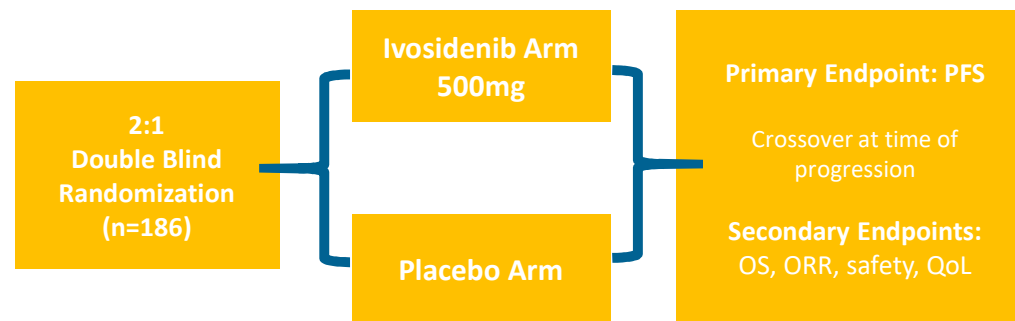 2:1
Double Blind
Randomization
(n=186)
Ivosidenib Arm
500mg
Placebo Arm
Primary Endpoint: PFS
Crossover at time of
progression
Secondary Endpoints:
OS, ORR, safety, QoL